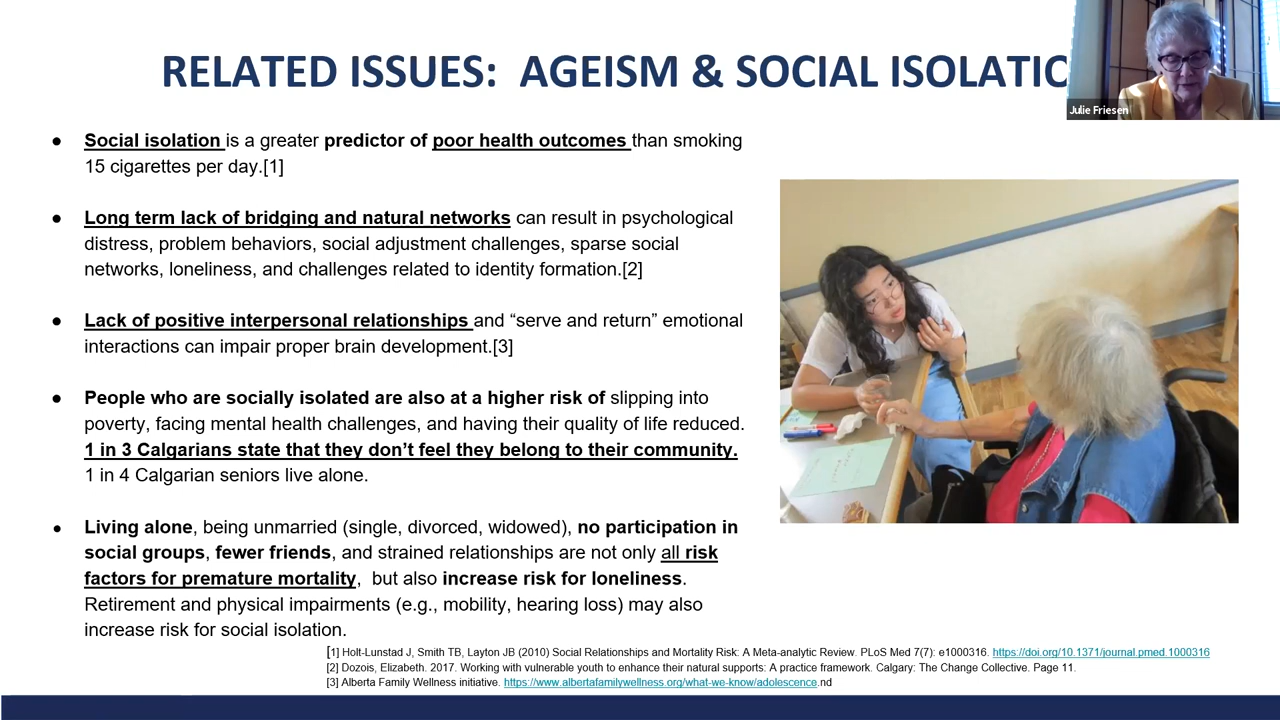 RELATED ISSUES: AGEISM & SOCIAL ISOLATIO
Julie Friesen
● Social isolation is a greater predictor of poor health outcomes than smoking
15 cigarettes per day.[1]
● Long term lack of bridging and natural networks can result in psychological
distress, problem behaviors, social adjustment challenges, sparse social
networks, loneliness, and challenges related to identity formation.[2]
● Lack of positive interpersonal relationships and “serve and return” emotional
interactions can impair proper brain development.[3]
● People who are socially isolated are also at a higher risk of slipping into
poverty, facing mental health challenges, and having their quality of life reduced.
1 in 3 Calgarians state that they don’t feel they belong to their community.
1 in 4 Calgarian seniors live alone.
● Living alone, being unmarried (single, divorced, widowed), no participation in
social groups, fewer friends, and strained relationships are not only all risk
factors for premature mortality, but also increase risk for loneliness.
Retirement and physical impairments (e.g., mobility, hearing loss) may also
increase risk for social isolation.
[1] Holt-Lunstad J, Smith TB, Layton JB (2010) Social Relationships and Mortality Risk: A Meta-analytic Review. PLoS Med 7(7): e1000316. https://doi.org/10.1371/journal.pmed.1000316
[2] Dozois, Elizabeth. 2017. Working with vulnerable youth to enhance their natural supports: A practice framework. Calgary: The Change Collective. Page 11.
[3] Alberta Family Wellness initiative. https://www.albertafamilywellness.org/what-we-know/adolescence.nd